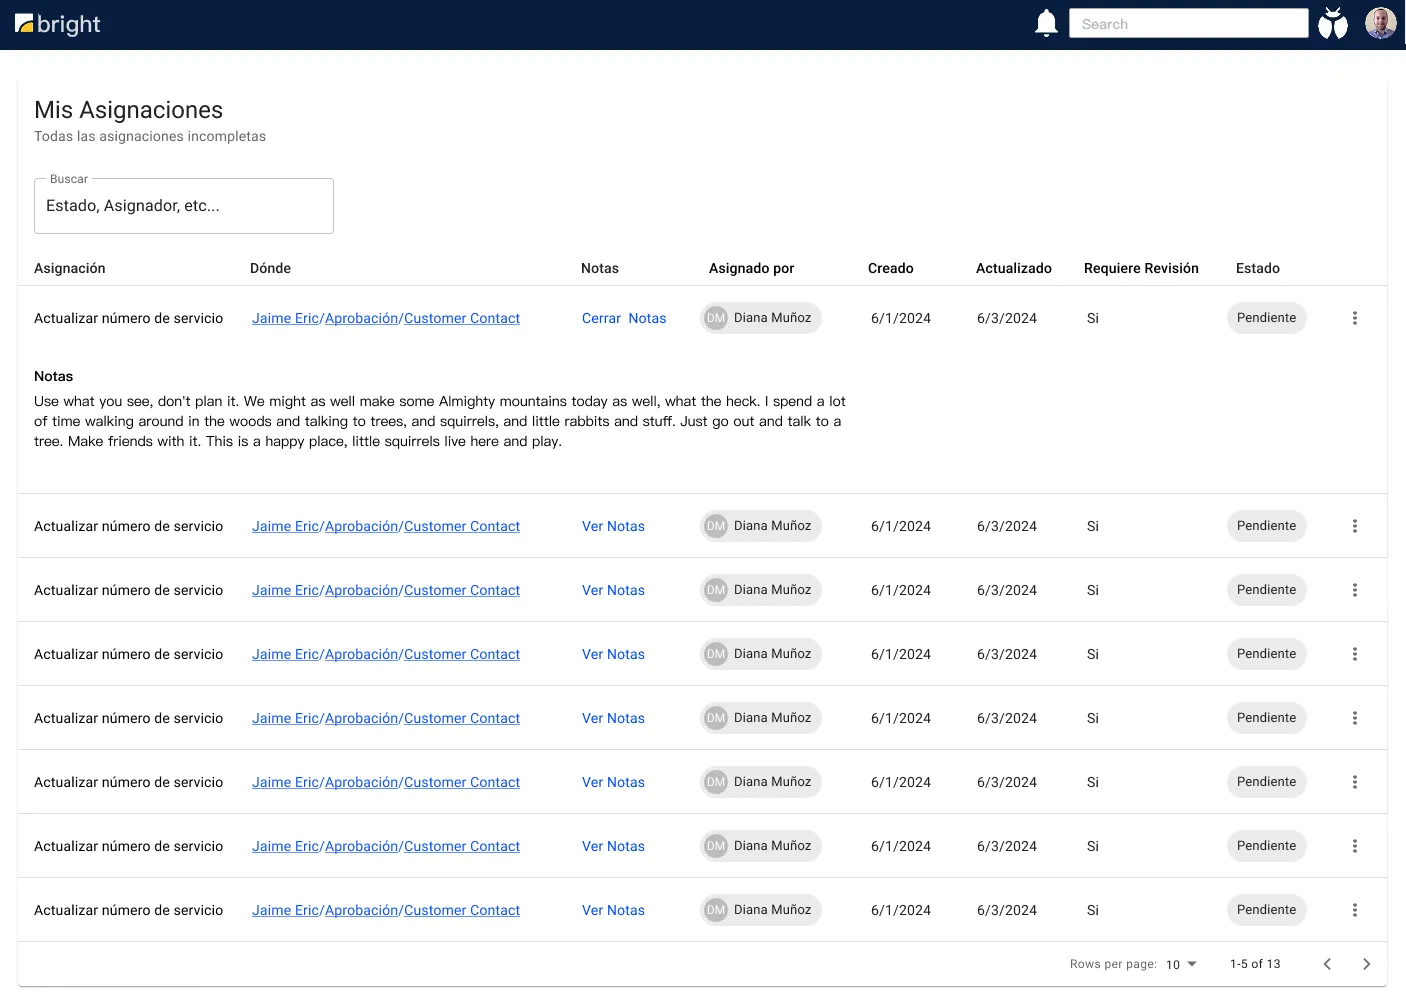 bright
Search
Mis Asignaciones
Todas las asignaciones incompletas
Buscar
Estado, Asignador, etc...
Asignación Dónde Notas Asignado por Creado Actualizado Requiere Revisión Estado
Actualizar número de servicio Jaime Eric/Aprobación/Customer Contact Cerrar Notas DM Diana Muñoz 6/1/2024 6/3/2024 Si Pendiente
Notas
Use what you see, don't plan it. We might as well make some Almighty mountains today as well, what the heck. I spend a lot
of time walking around in the woods and talking to trees, and squirrels, and little rabbits and stuff. Just go out and talk to a
tree. Make friends with it. This is a happy place, little squirrels live here and play.
Actualizar número de servicio Jaime Eric/Aprobación/Customer Contact Ver Notas DM Diana Muñoz 6/1/2024 6/3/2024 Si Pendiente
Actualizar número de servicio Jaime Eric/Aprobación/Customer Contact Ver Notas DM Diana Muñoz 6/1/2024 6/3/2024 Si Pendiente
Actualizar número de servicio Jaime Eric/Aprobación/Customer Contact Ver Notas DM Diana Muñoz 6/1/2024 6/3/2024 Si Pendiente
Actualizar número de servicio Jaime Eric/Aprobación/Customer Contact Ver Notas DM Diana Muñoz 6/1/2024 6/3/2024 Si Pendiente
Actualizar número de servicio Jaime Eric/Aprobación/Customer Contact Ver Notas DM Diana Muñoz 6/1/2024 6/3/2024 Si Pendiente
Actualizar número de servicio Jaime Eric/Aprobación/Customer Contact Ver Notas DM Diana Muñoz 6/1/2024 6/3/2024 Si Pendiente
Actualizar número de servicio Jaime Eric/Aprobación/Customer Contact Ver Notas DM Diana Muñoz 6/1/2024 6/3/2024 Si Pendiente
Rows per page: 10 1-5 of 13